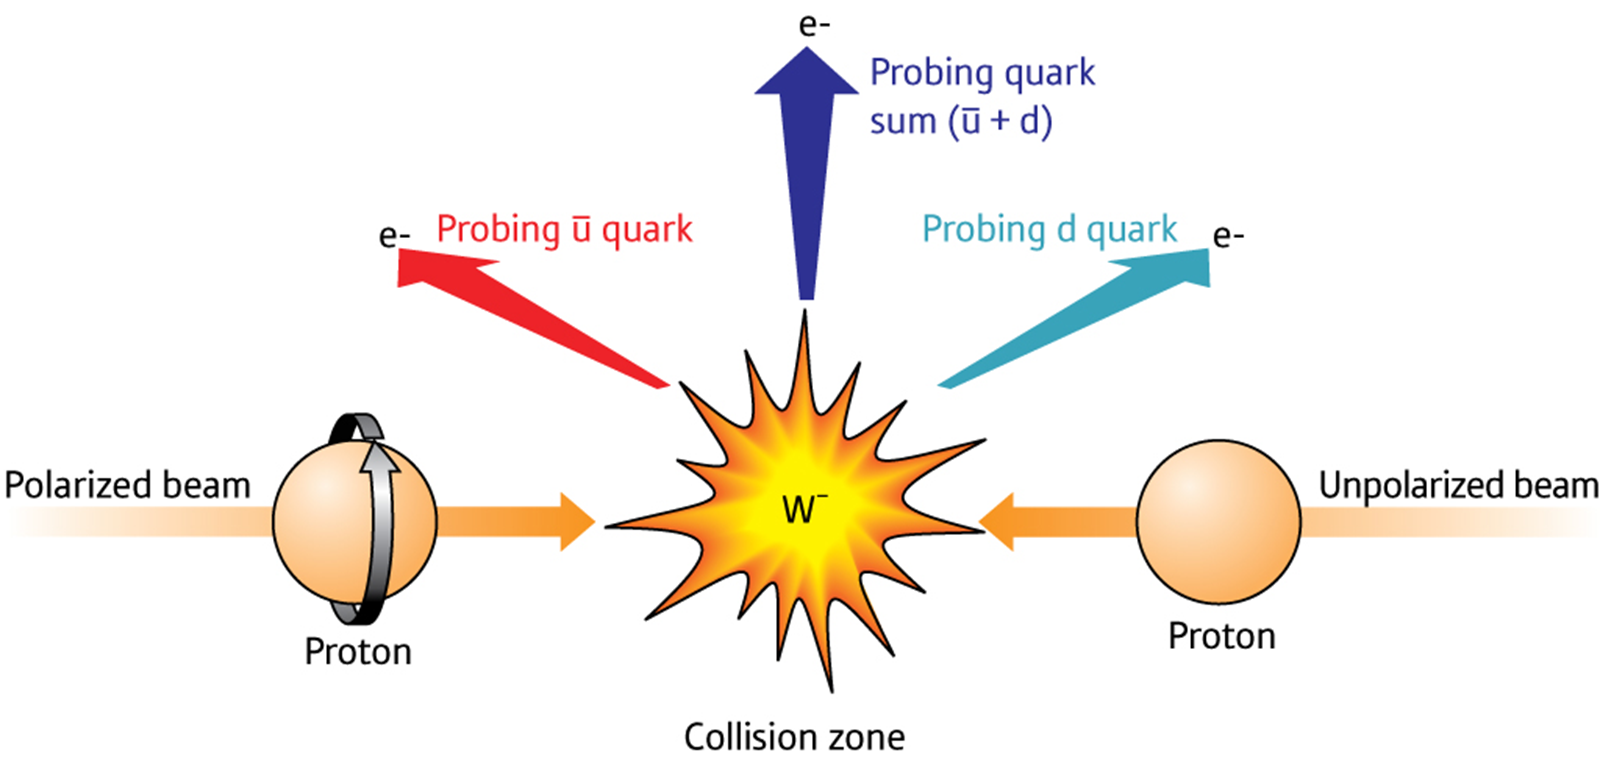 e-
Probing quark
sum (ū + d)
e-
Probing ū quark
Probing d quark
e-
Polarized beam
W⁻
Unpolarized beam
Proton
Proton
Collision zone